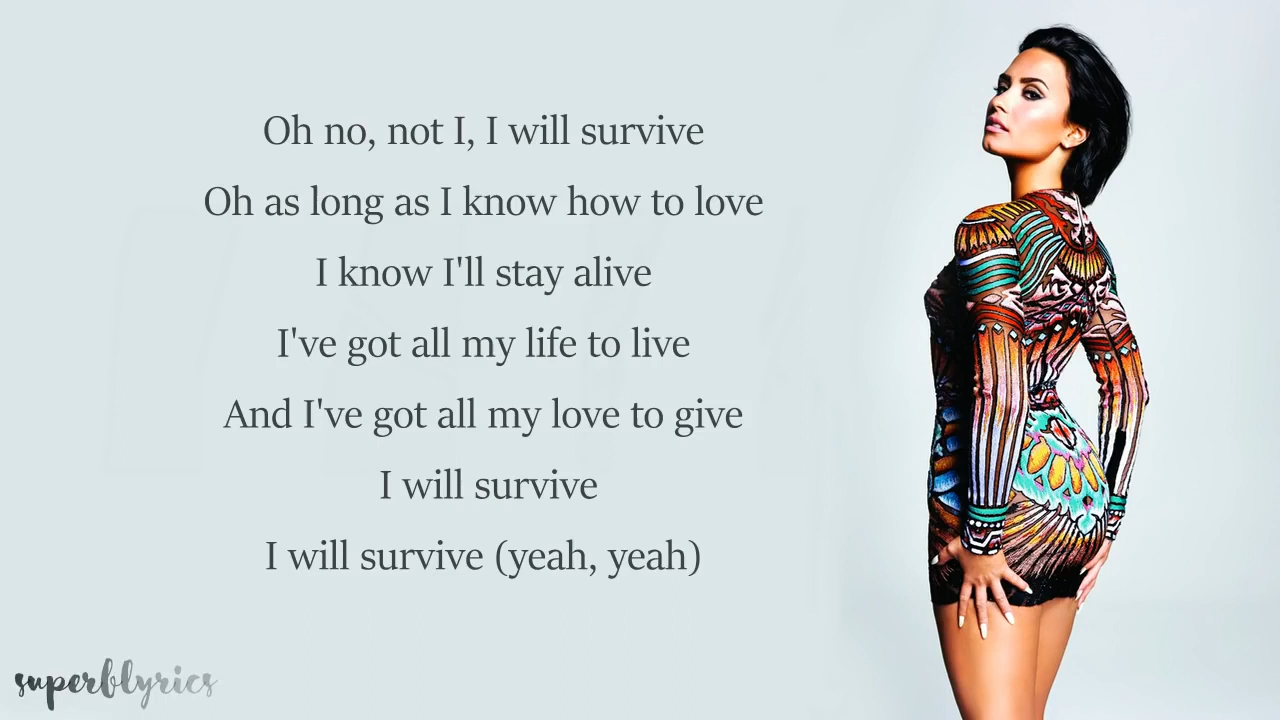 Oh no, not I, I will survive
Oh as long as I know how to love
I know I'll stay alive
I've got all my life to live
And I've got all my love to give
I will survive
I will survive (yeah, yeah)
superblyrics